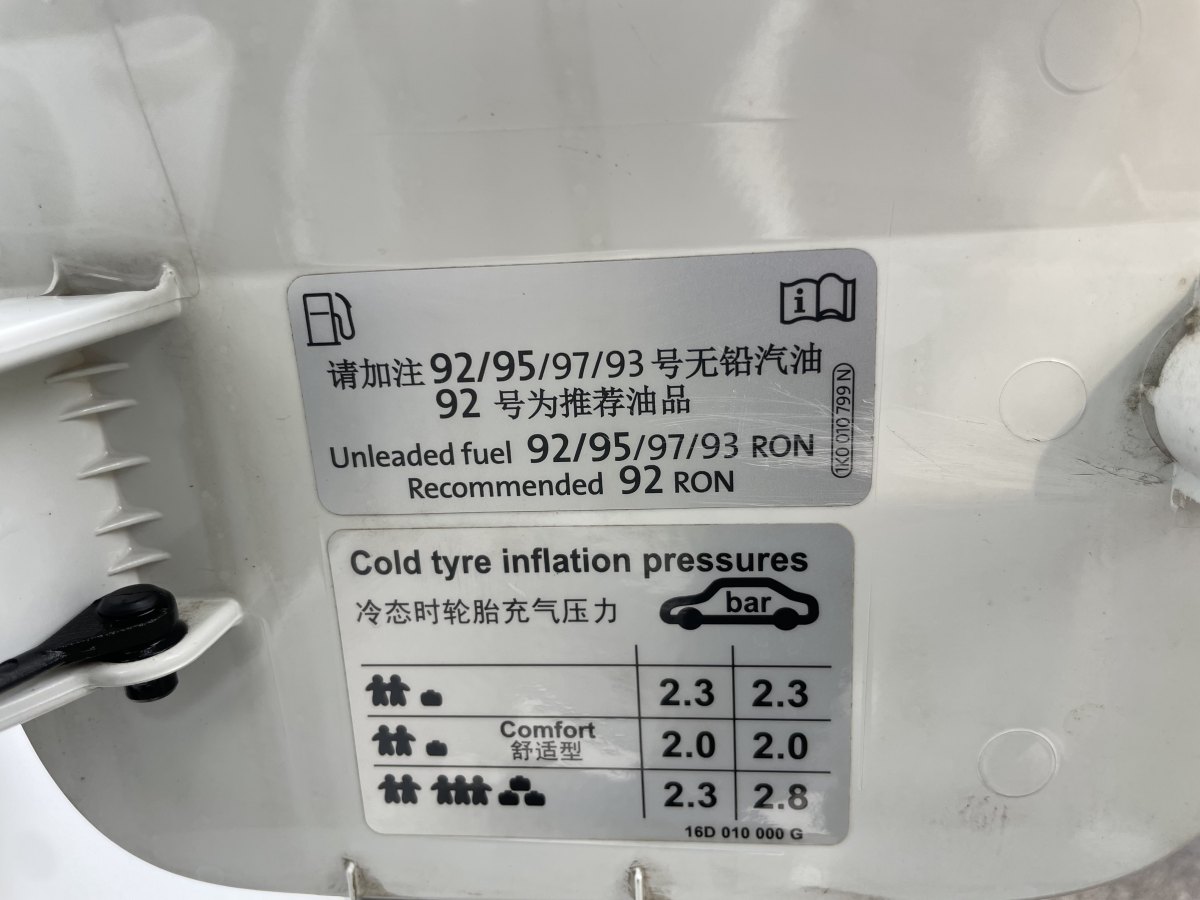 i
请加注 92/95/97/93 号无铅汽油
92 号为推荐油品
Unleaded fuel 92/95/97/93 RON
Recommended 92 RON
1K0 010 799 N
Cold tyre inflation pressures
冷态时轮胎充气压力
bar
2.3 2.3
Comfort
舒适型
2.0 2.0
2.3 2.8
16D 010 000 G